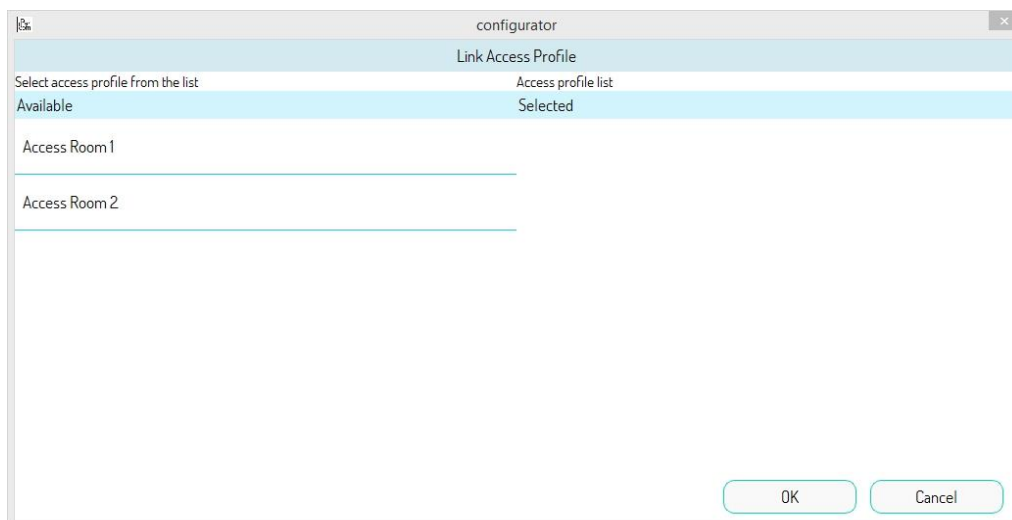 configurator
Link Access Profile
Select access profile from the list
Access profile list
Available
Selected
Access Room 1
Access Room 2
OK
Cancel